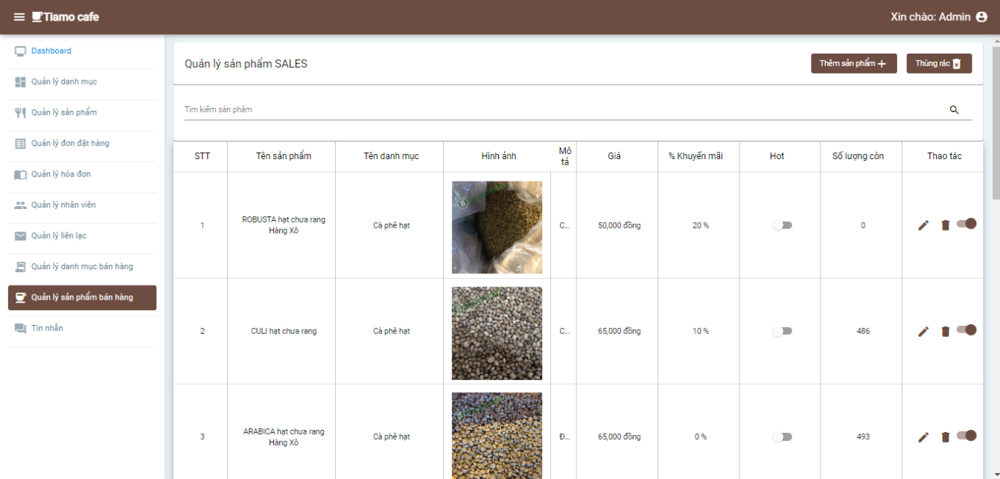 Tiamo cafe
Xin chào: Admin
Dashboard
Quản lý danh mục
Quản lý sản phẩm
Quản lý đơn đặt hàng
Quản lý hóa đơn
Quản lý nhân viên
Quản lý liên lạc
Quản lý danh mục bán hàng
Quản lý sản phẩm bán hàng
Tin nhắn
Quản lý sản phẩm SALES
Thêm sản phẩm
Thùng rác
Tìm kiếm sản phẩm
STT
Tên sản phẩm
Tên danh mục
Hình ảnh
Mô
tả
Giá
% Khuyến mãi
Hot
Số lượng còn
Thao tác
1
ROBUSTA hạt chưa rang
Hàng Xô
Cà phê hạt
C...
50,000 đồng
20 %
0
2
CULI hạt chưa rang
Cà phê hạt
C...
65,000 đồng
10 %
486
3
ARABICA hạt chưa rang
Hàng Xô
Cà phê hạt
Đ...
65,000 đồng
0 %
493